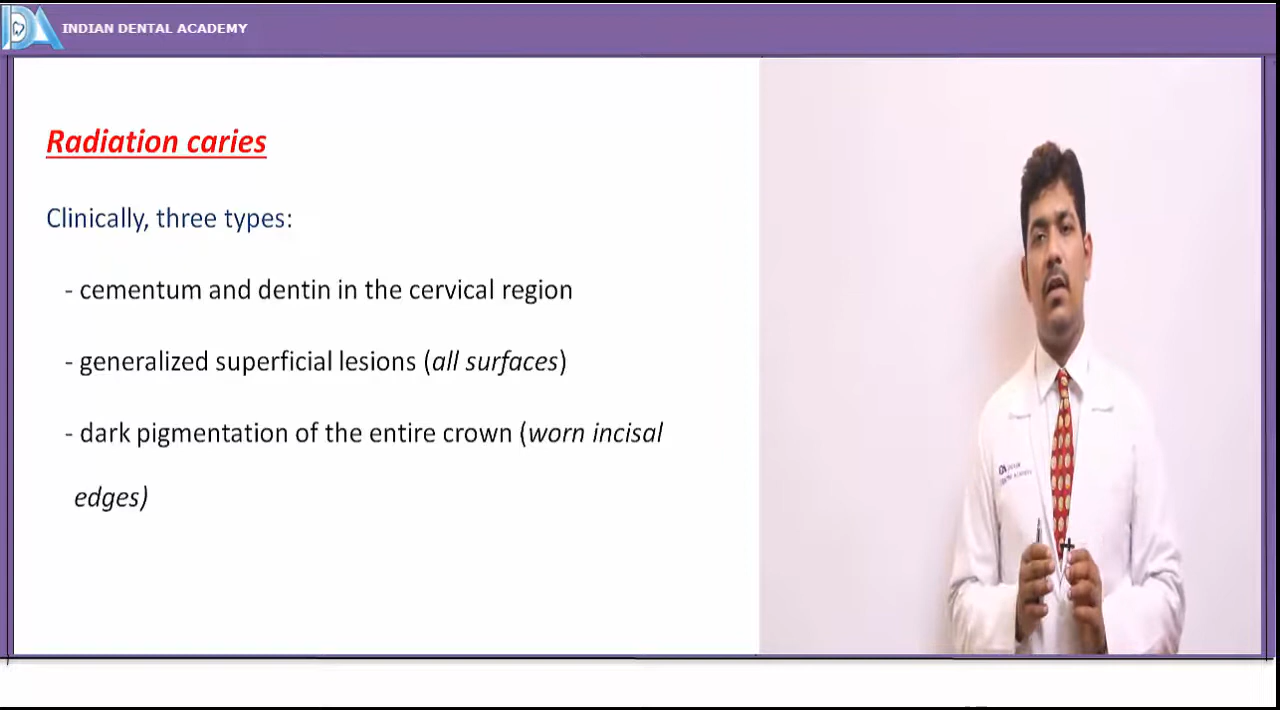 INDIAN DENTAL ACADEMY
Radiation caries
Clinically, three types:
- cementum and dentin in the cervical region
- generalized superficial lesions (all surfaces)
- dark pigmentation of the entire crown (worn incisal
edges)